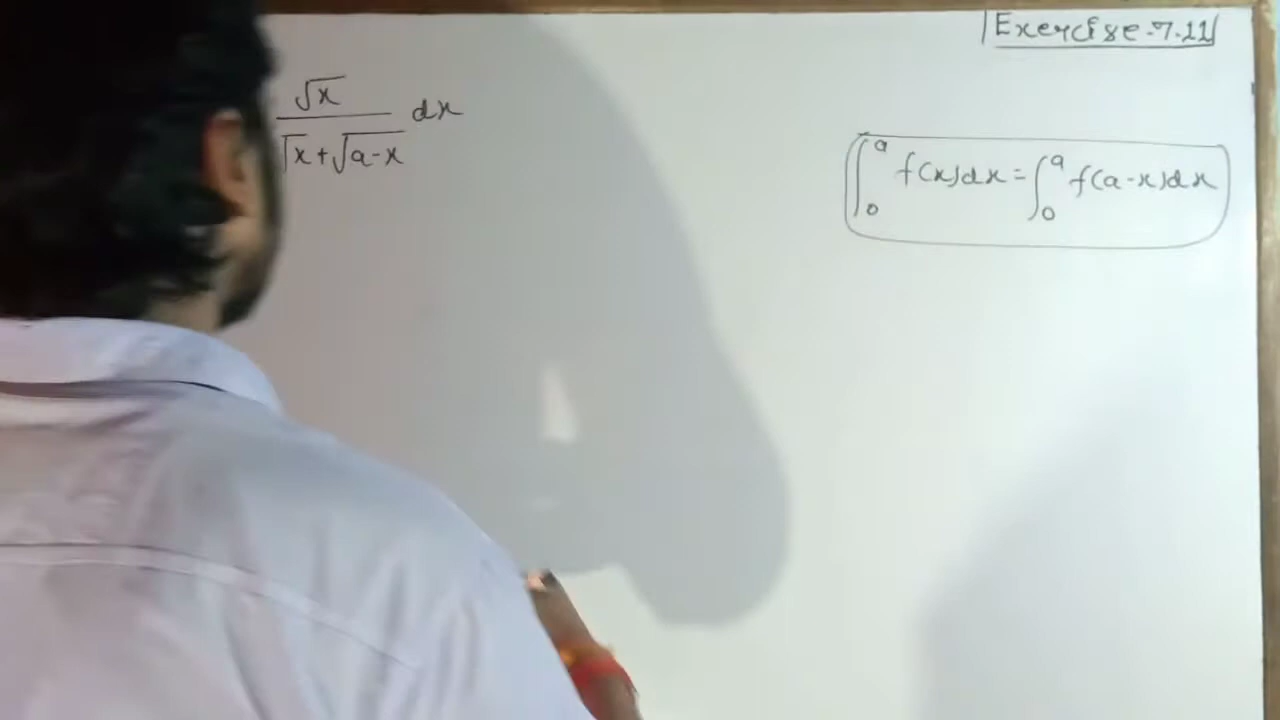 Exercise-7.11
√x / (√x + √(a-x)) dx
∫₀ᵃ f(x)dx = ∫₀ᵃ f(a-x)dx